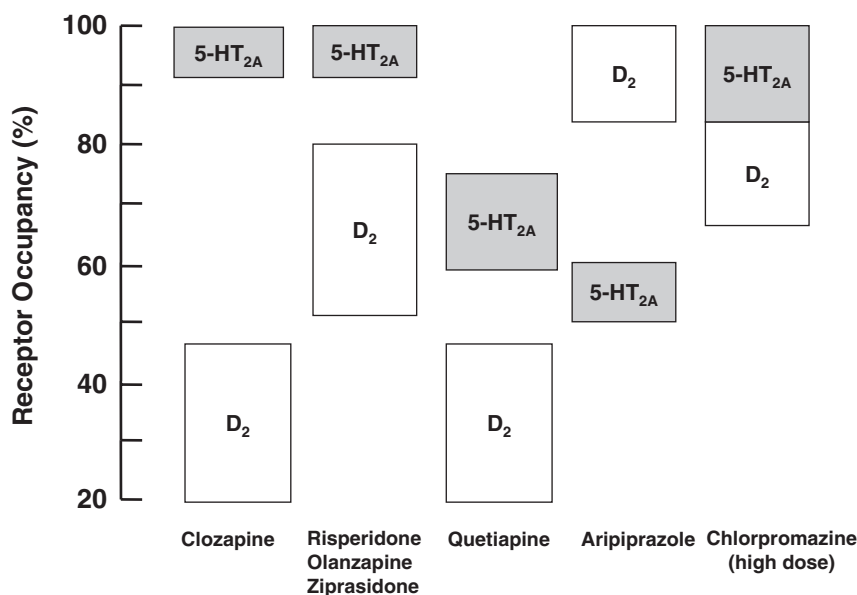 Receptor Occupancy (%)
100
80
60
40
20
5-HT2A
D2
5-HT2A
D2
5-HT2A
D2
D2
5-HT2A
5-HT2A
D2
Clozapine
Risperidone
Olanzapine
Ziprasidone
Quetiapine
Aripiprazole
Chlorpromazine
(high dose)